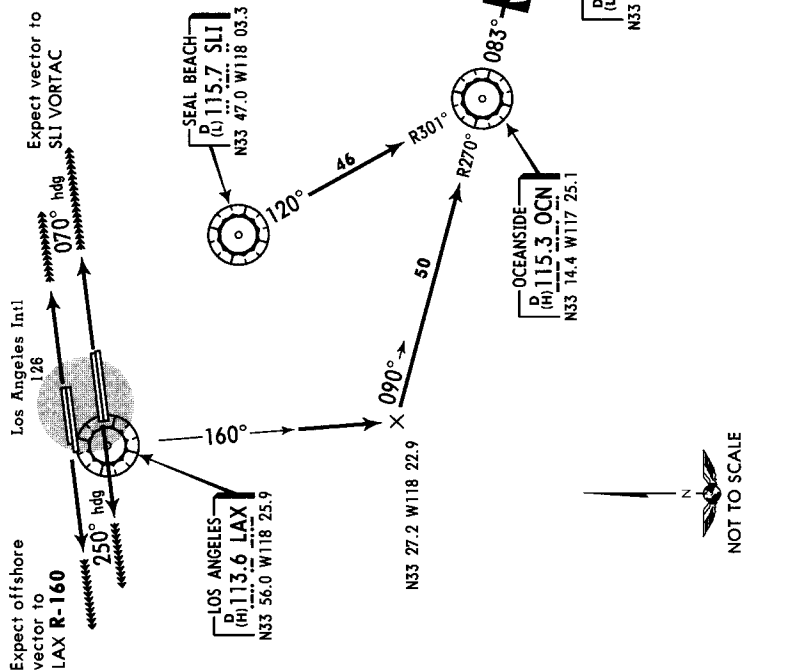 Expect offshore
vector to
LAX R-160
250° hdg
Los Angeles Intl
126
Expect vector to
SLI VORTAC
070° hdg
SEAL BEACH
D
(L) 115.7 SLI
N33 47.0 W118 03.3
120°
46
R301°
083°
R270°
50
090°
160°
OCEANSIDE
D
(H) 115.3 OCN
N33 14.4 W117 25.1
LOS ANGELES
D
(H) 113.6 LAX
N33 56.0 W118 25.9
N33 27.2 W118 22.9
N
NOT TO SCALE
D
(L)
N33